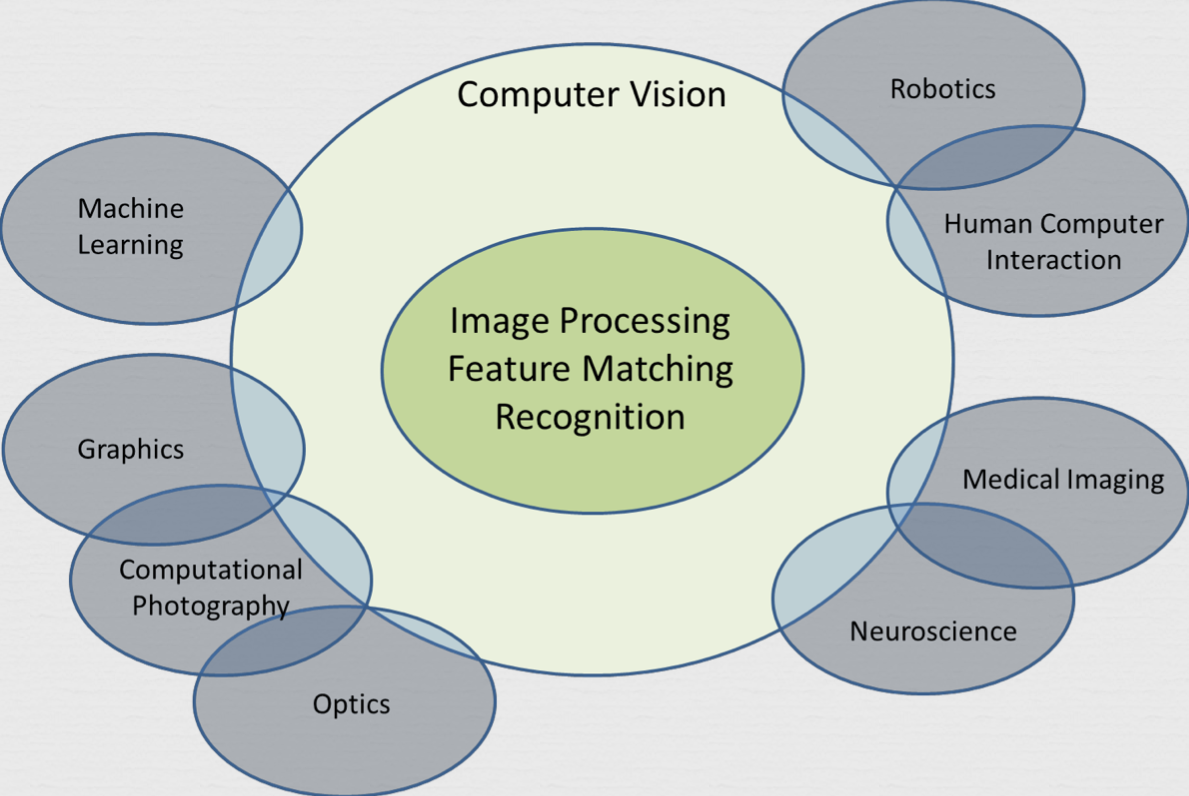 Computer Vision
Robotics
Machine
Learning
Human Computer
Interaction
Image Processing
Feature Matching
Recognition
Graphics
Medical Imaging
Computational
Photography
Neuroscience
Optics